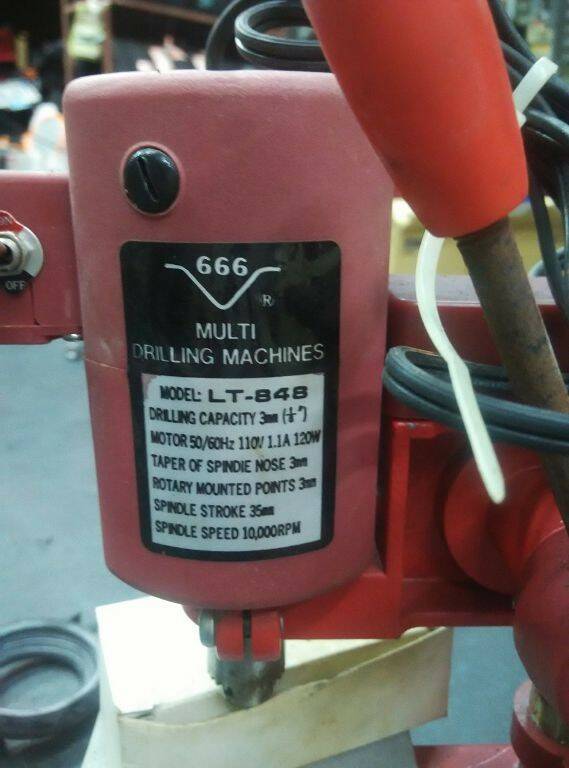 ON
OFF
666
®
MULTI
DRILLING MACHINES
MODEL: LT-848
DRILLING CAPACITY 3mm (⅛")
MOTOR 50/60Hz 110V 1.1A 120W
TAPER OF SPINDIE NOSE 3mm
ROTARY MOUNTED POINTS 3mm
SPINDLE STROKE 35mm
SPINDLE SPEED 10,000RPM